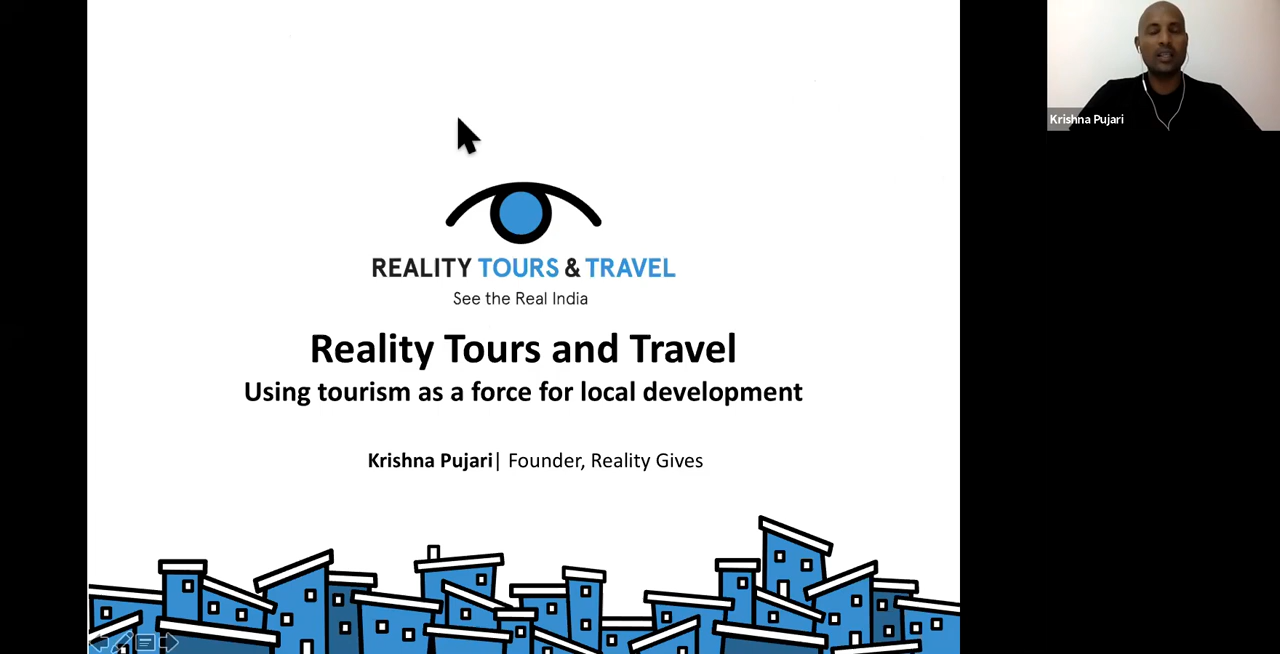 REALITY TOURS & TRAVEL
See the Real India
Reality Tours and Travel
Using tourism as a force for local development
Krishna Pujari| Founder, Reality Gives
Krishna Pujari